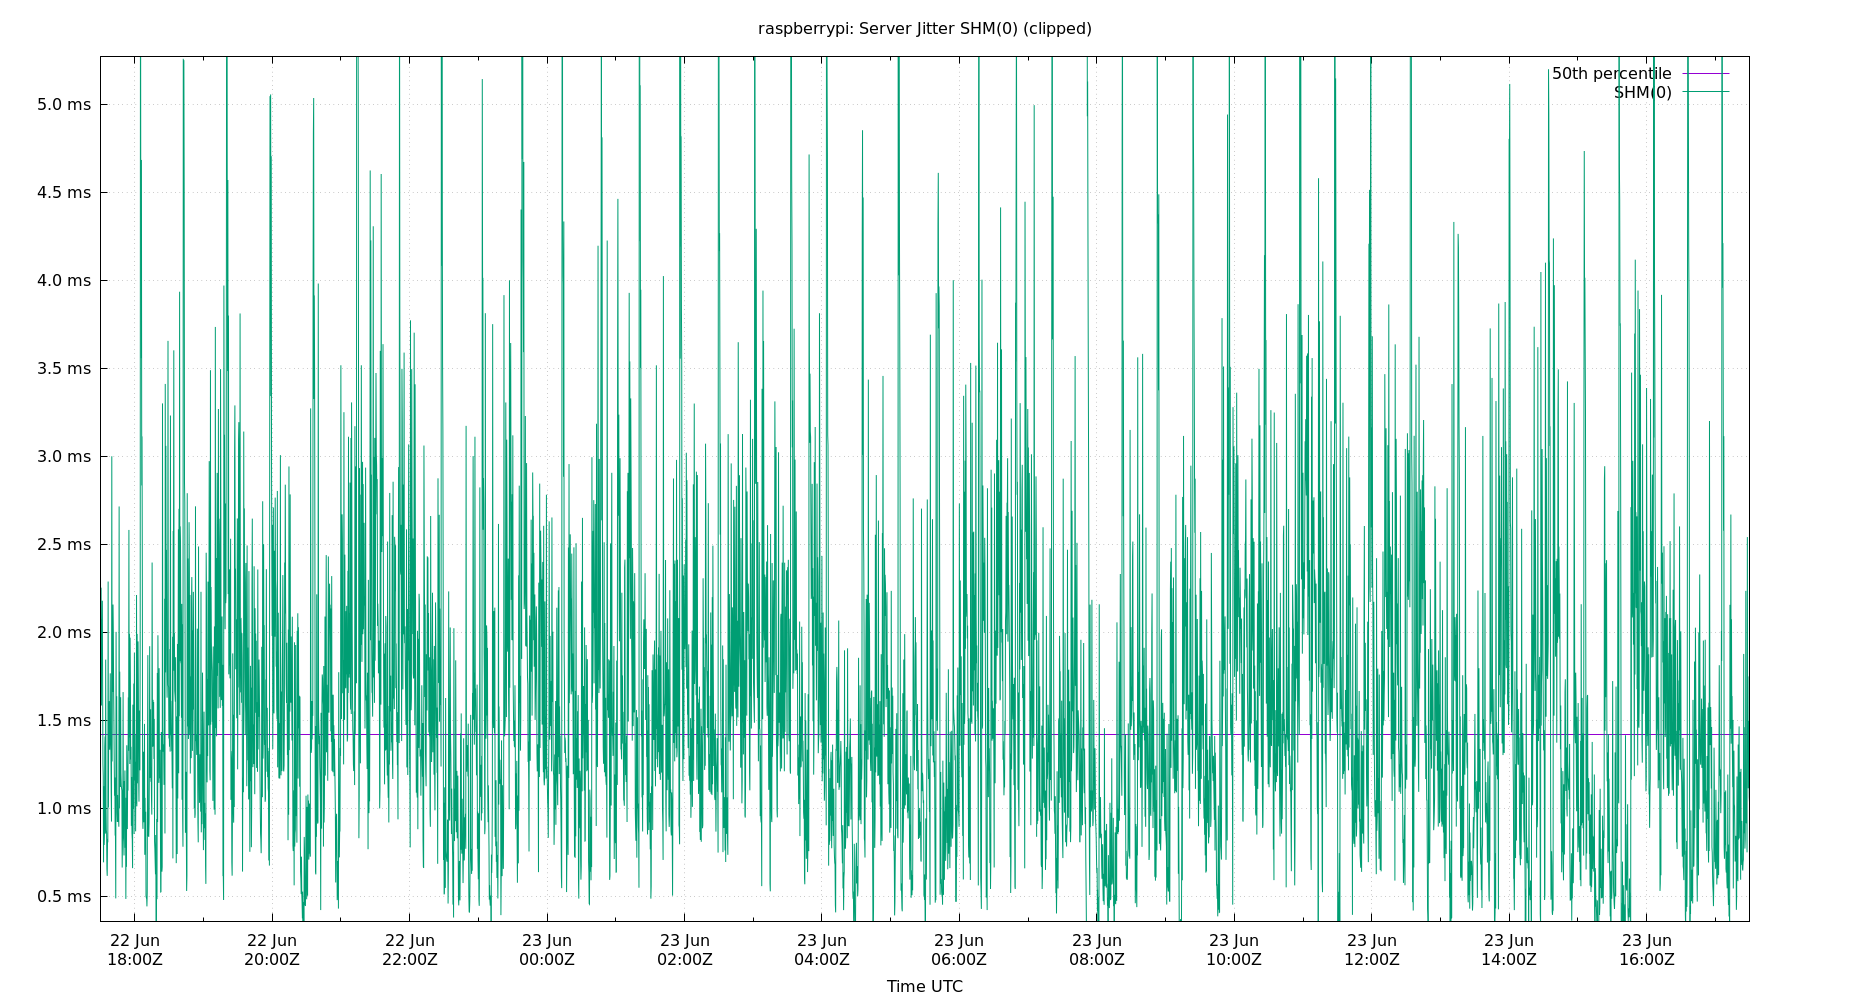 raspberrypi: Server Jitter SHM(0) (clipped)
50th percentile
SHM(0)
5.0 ms
4.5 ms
4.0 ms
3.5 ms
3.0 ms
2.5 ms
2.0 ms
1.5 ms
1.0 ms
0.5 ms
22 Jun 22 Jun 22 Jun 23 Jun 23 Jun 23 Jun 23 Jun 23 Jun 23 Jun 23 Jun 23 Jun 23 Jun
18:00Z 20:00Z 22:00Z 00:00Z 02:00Z 04:00Z 06:00Z 08:00Z 10:00Z 12:00Z 14:00Z 16:00Z
Time UTC